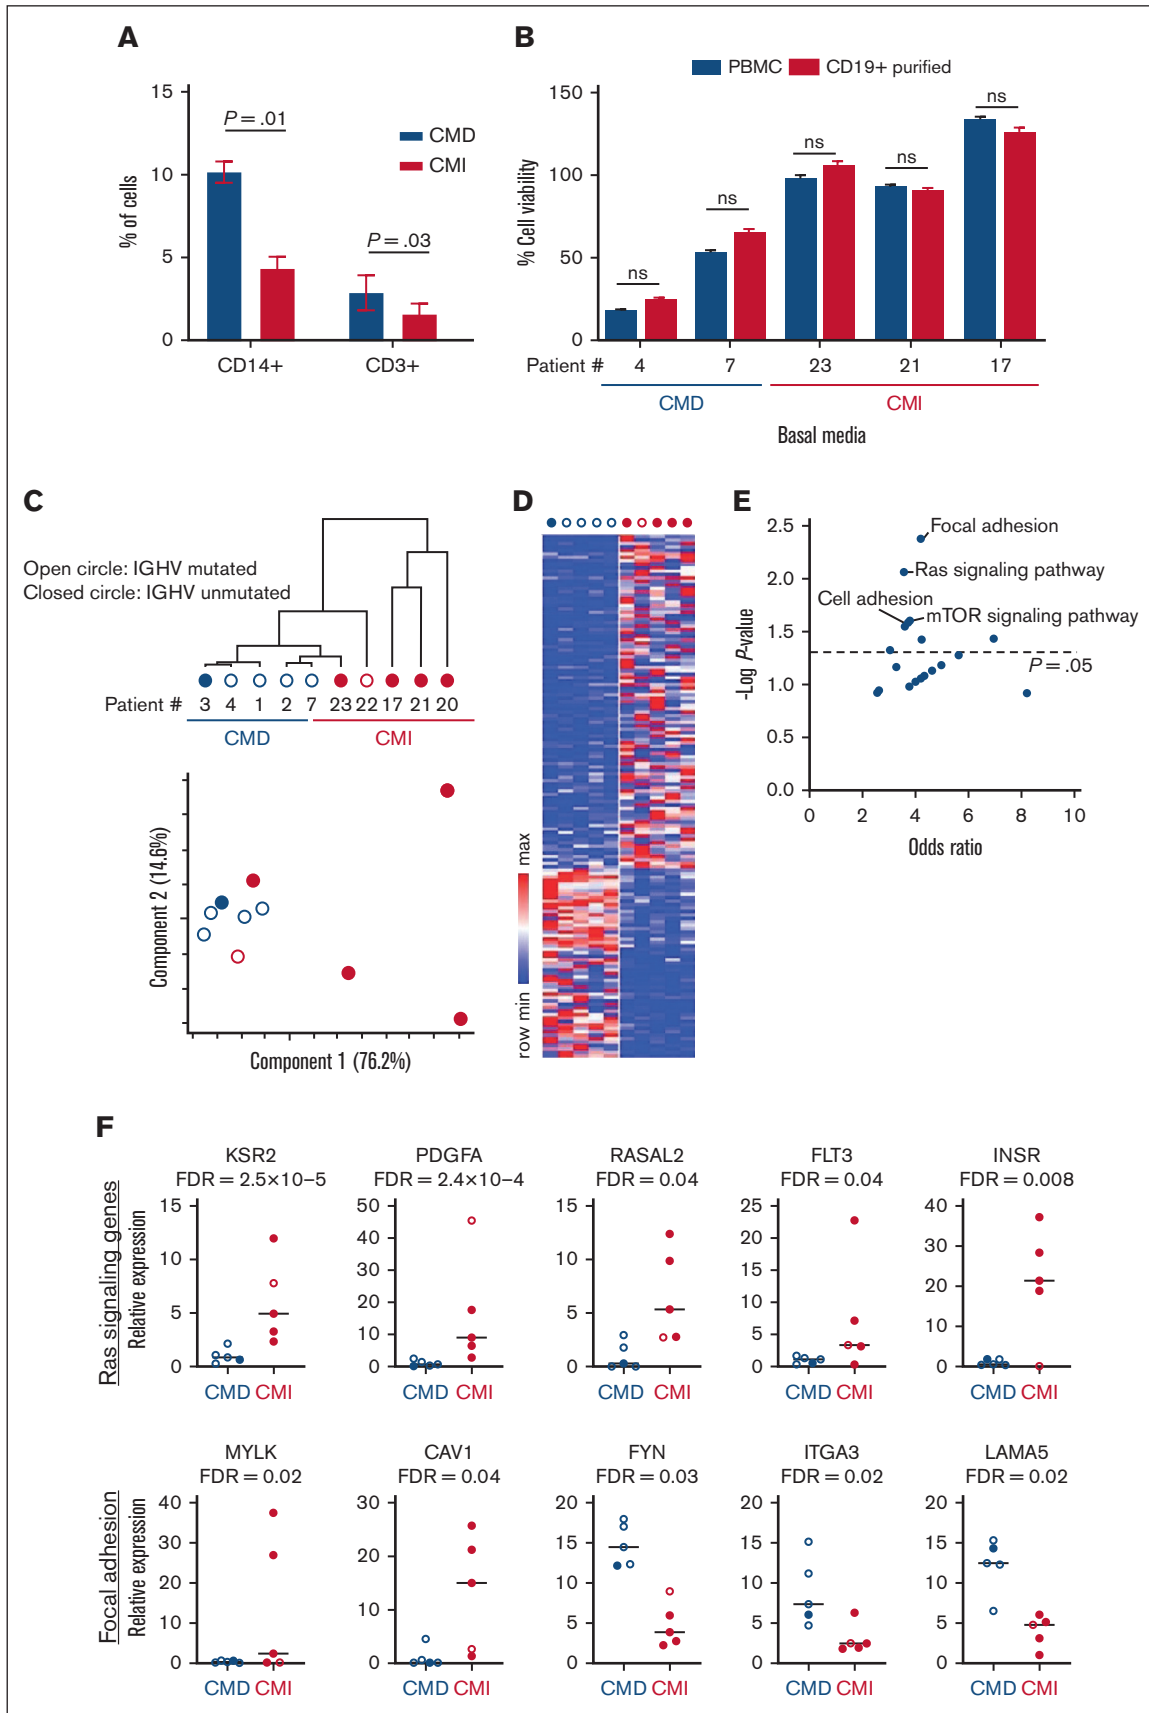 A
15
10
5
0
% of cells
P = .01
P = .03
CMD
CMI
CD14+
CD3+
B
PBMC
CD19+ purified
150
100
50
0
% Cell viability
ns
ns
ns
ns
ns
Patient #
4
7
23
21
17
CMD
CMI
Basal media
C
Open circle: IGHV mutated
Closed circle: IGHV unmutated
Patient #
3
4
1
2
7
23
22
17
21
20
CMD
CMI
Component 2 (14.6%)
Component 1 (76.2%)
D
row min
max
E
2.5
2.0
1.5
1.0
0.5
0.0
-Log P-value
Focal adhesion
Ras signaling pathway
Cell adhesion
mTOR signaling pathway
P = .05
0
2
4
6
8
10
Odds ratio
F
Ras signaling genes
Relative expression
KSR2
FDR = 2.5×10–5
15
10
5
0
CMD
CMI
PDGFA
FDR = 2.4×10–4
50
40
30
20
10
0
CMD
CMI
RASAL2
FDR = 0.04
15
10
5
0
CMD
CMI
FLT3
FDR = 0.04
25
20
15
10
5
0
CMD
CMI
INSR
FDR = 0.008
40
30
20
10
0
CMD
CMI
Focal adhesion
Relative expression
MYLK
FDR = 0.02
40
30
20
10
0
CMD
CMI
CAV1
FDR = 0.04
30
20
10
0
CMD
CMI
FYN
FDR = 0.03
20
15
10
5
0
CMD
CMI
ITGA3
FDR = 0.02
20
15
10
5
0
CMD
CMI
LAMA5
FDR = 0.02
20
15
10
5
0
CMD
CMI